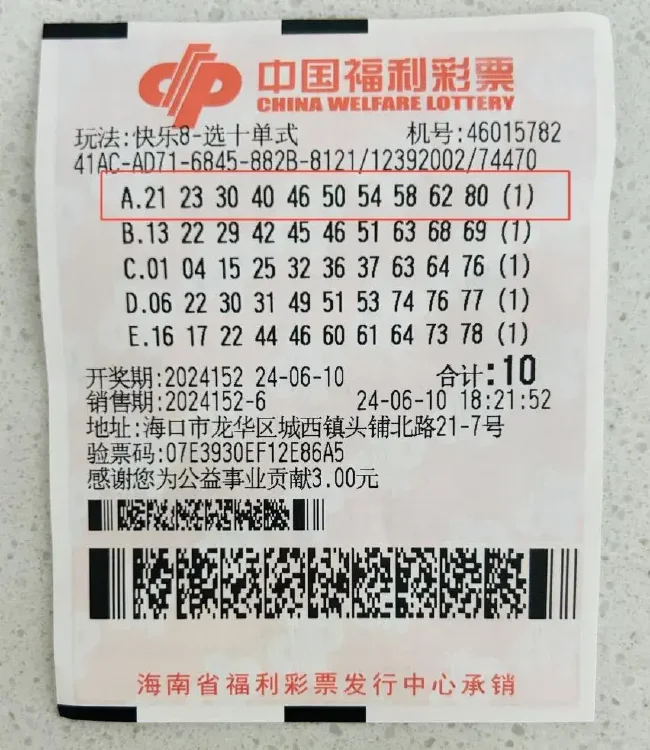 中国福利彩票
CHINA WELFARE LOTTERY
玩法:快乐8-选十单式 机号:46015782
41AC-AD71-6845-882B-8121/12392002/74470
A.21 23 30 40 46 50 54 58 62 80 (1)
B.13 22 29 42 45 46 51 63 68 69 (1)
C.01 04 15 25 32 36 37 63 64 76 (1)
D.06 22 30 31 49 51 53 74 76 77 (1)
E.16 17 22 44 46 60 61 64 73 78 (1)
开奖期:2024152 24-06-10 合计:10
销售期:2024152-6 24-06-10 18:21:52
地址:海口市龙华区城西镇头铺北路21-7号
验票码:07E3930EF12E86A5
感谢您为公益事业贡献3.00元
海南省福利彩票发行中心承销